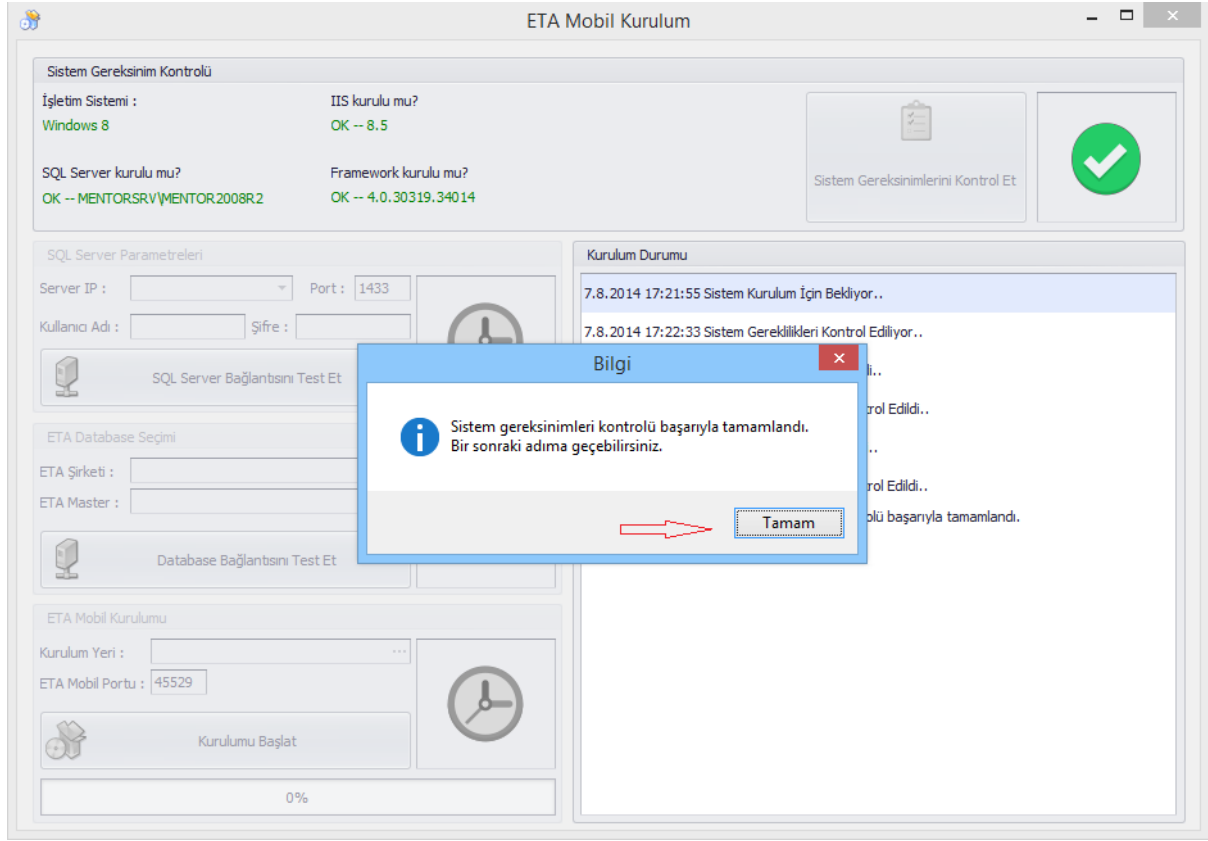 ETA Mobil Kurulum
Sistem Gereksinim Kontrolü
İşletim Sistemi :
Windows 8
IIS kurulu mu?
OK -- 8.5
SQL Server kurulu mu?
OK -- MENTORSRV\MENTOR2008R2
Framework kurulu mu?
OK -- 4.0.30319.34014
Sistem Gereksinimlerini Kontrol Et
SQL Server Parametreleri
Server IP :
Port : 1433
Kullanıcı Adı :
Şifre :
SQL Server Bağlantısını Test Et
ETA Database Seçimi
ETA Şirketi :
ETA Master :
Database Bağlantısını Test Et
ETA Mobil Kurulumu
Kurulum Yeri :
ETA Mobil Portu : 45529
Kurulumu Başlat
0%
Kurulum Durumu
7.8.2014 17:21:55 Sistem Kurulum İçin Bekliyor..
7.8.2014 17:22:33 Sistem Gereklilikleri Kontrol Ediliyor..
Edildi..
Edildi..
başarıyla tamamlandı.
Bilgi
Sistem gereksinimleri kontrolü başarıyla tamamlandı.
Bir sonraki adıma geçebilirsiniz.
Tamam